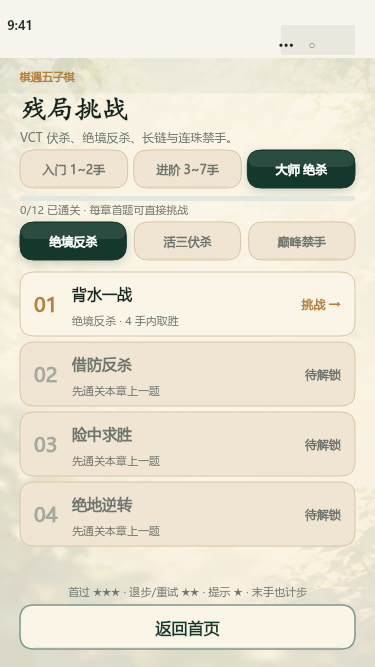 9:41
棋遇五子棋
残局挑战
VCT 伏杀、绝境反杀、长链与连珠禁手。
入门 1~2手
进阶 3~7手
大师 绝杀
0/12 已通关 · 每章首题可直接挑战
绝境反杀
活三伏杀
巅峰禁手
01
背水一战
绝境反杀 · 4 手内取胜
挑战 →
02
借防反杀
先通关本章上一题
待解锁
03
险中求胜
先通关本章上一题
待解锁
04
绝地逆转
先通关本章上一题
待解锁
首过 ★★★ · 退步/重试 ★★ · 提示 ★ · 末手也计步
返回首页